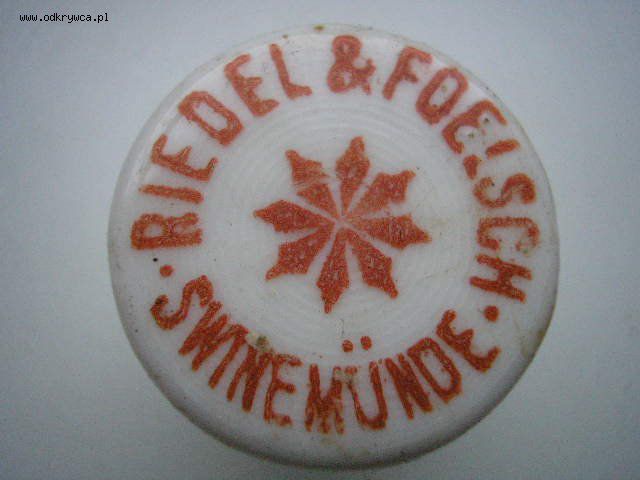 www.odkrywca.pl
RIEDEL & FOELSCH
· SWINEMÜNDE ·